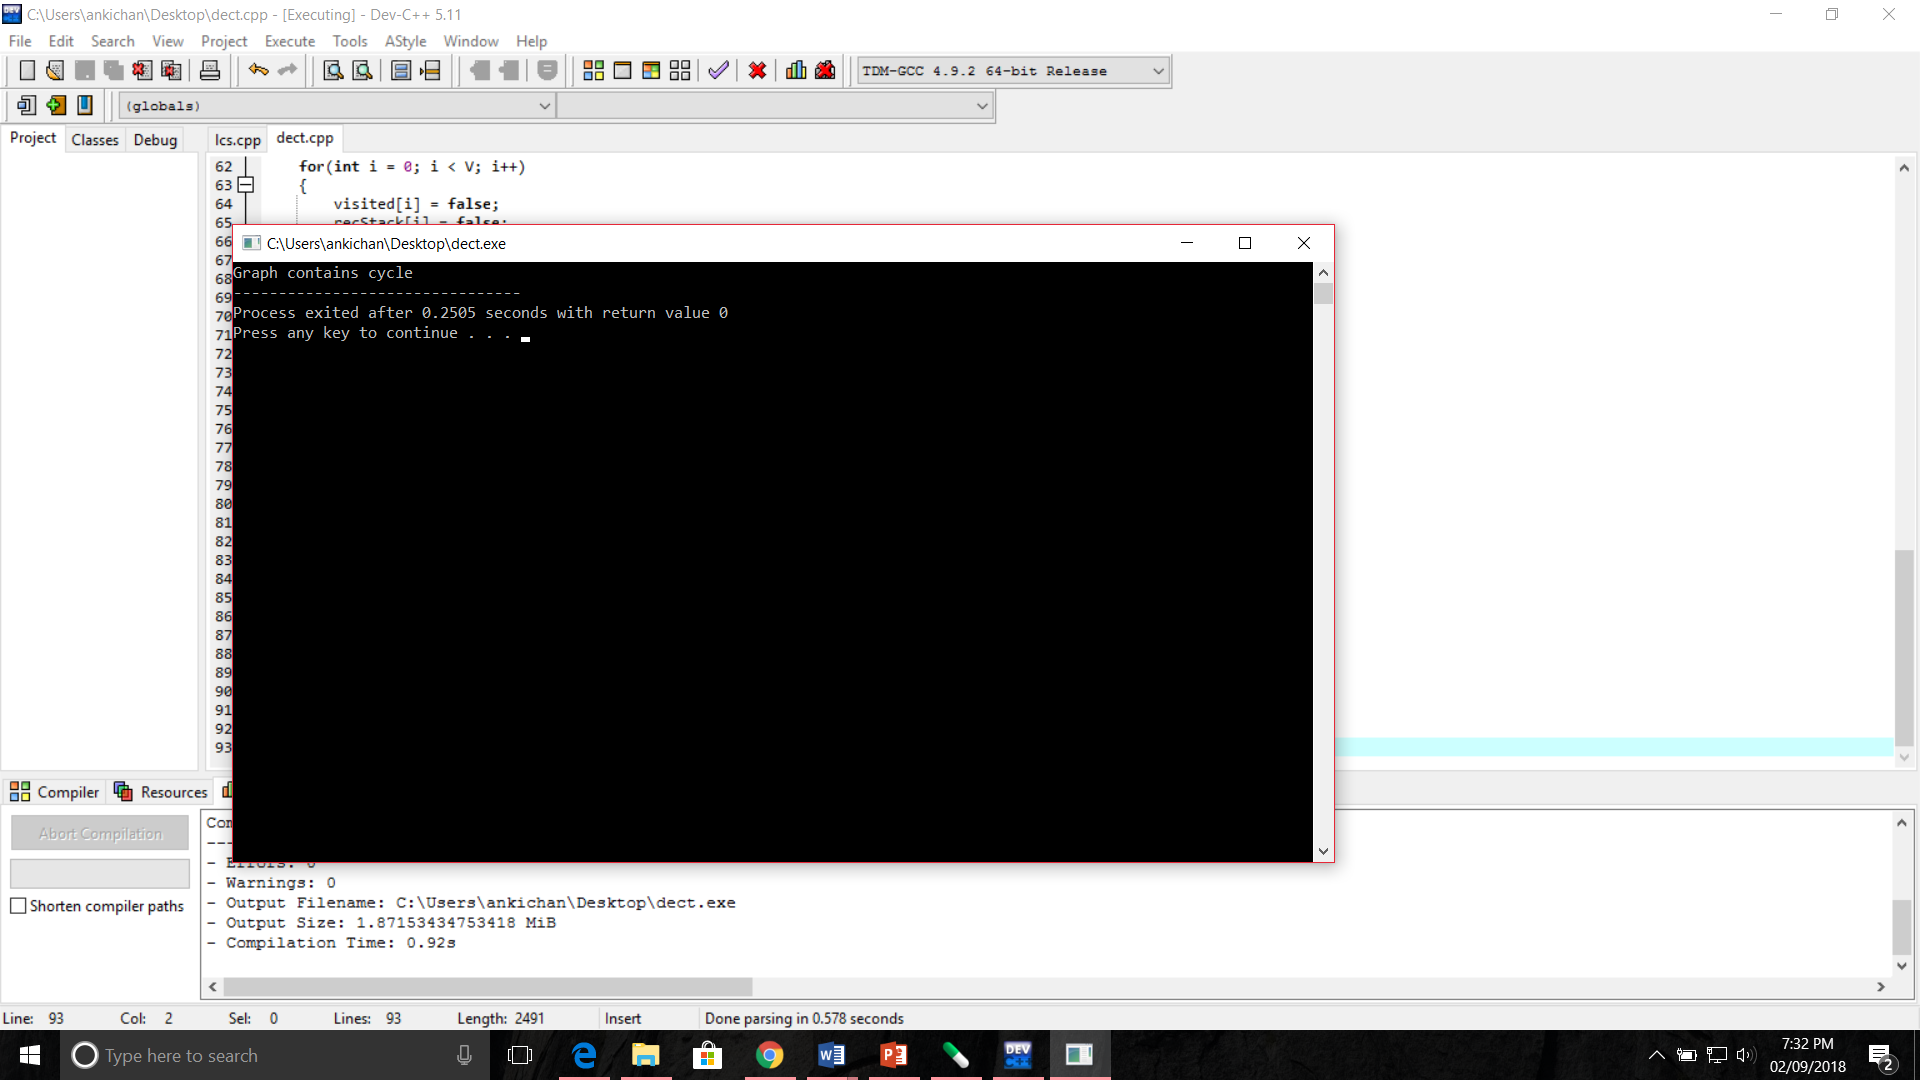 C:\Users\ankichan\Desktop\dect.cpp - [Executing] - Dev-C++ 5.11
File Edit Search View Project Execute Tools AStyle Window Help
TDM-GCC 4.9.2 64-bit Release
(globals)
Project Classes Debug
lcs.cpp dect.cpp
62 for(int i = 0; i < V; i++)
63 {
64 visited[i] = false;
65 recStack[i] = false;
66
67
68
69
70
71
72
73
74
75
76
77
78
79
80
81
82
83
84
85
86
87
88
89
90
91
92
93
C:\Users\ankichan\Desktop\dect.exe
Graph contains cycle
--------------------------------
Process exited after 0.2505 seconds with return value 0
Press any key to continue . . .
Compiler Resources
Abort Compilation
Shorten compiler paths
- Errors: 0
- Warnings: 0
- Output Filename: C:\Users\ankichan\Desktop\dect.exe
- Output Size: 1.87153434753418 MiB
- Compilation Time: 0.92s
Line: 93 Col: 2 Sel: 0 Lines: 93 Length: 2491 Insert Done parsing in 0.578 seconds
Type here to search
DEV C++
7:32 PM
02/09/2018
2